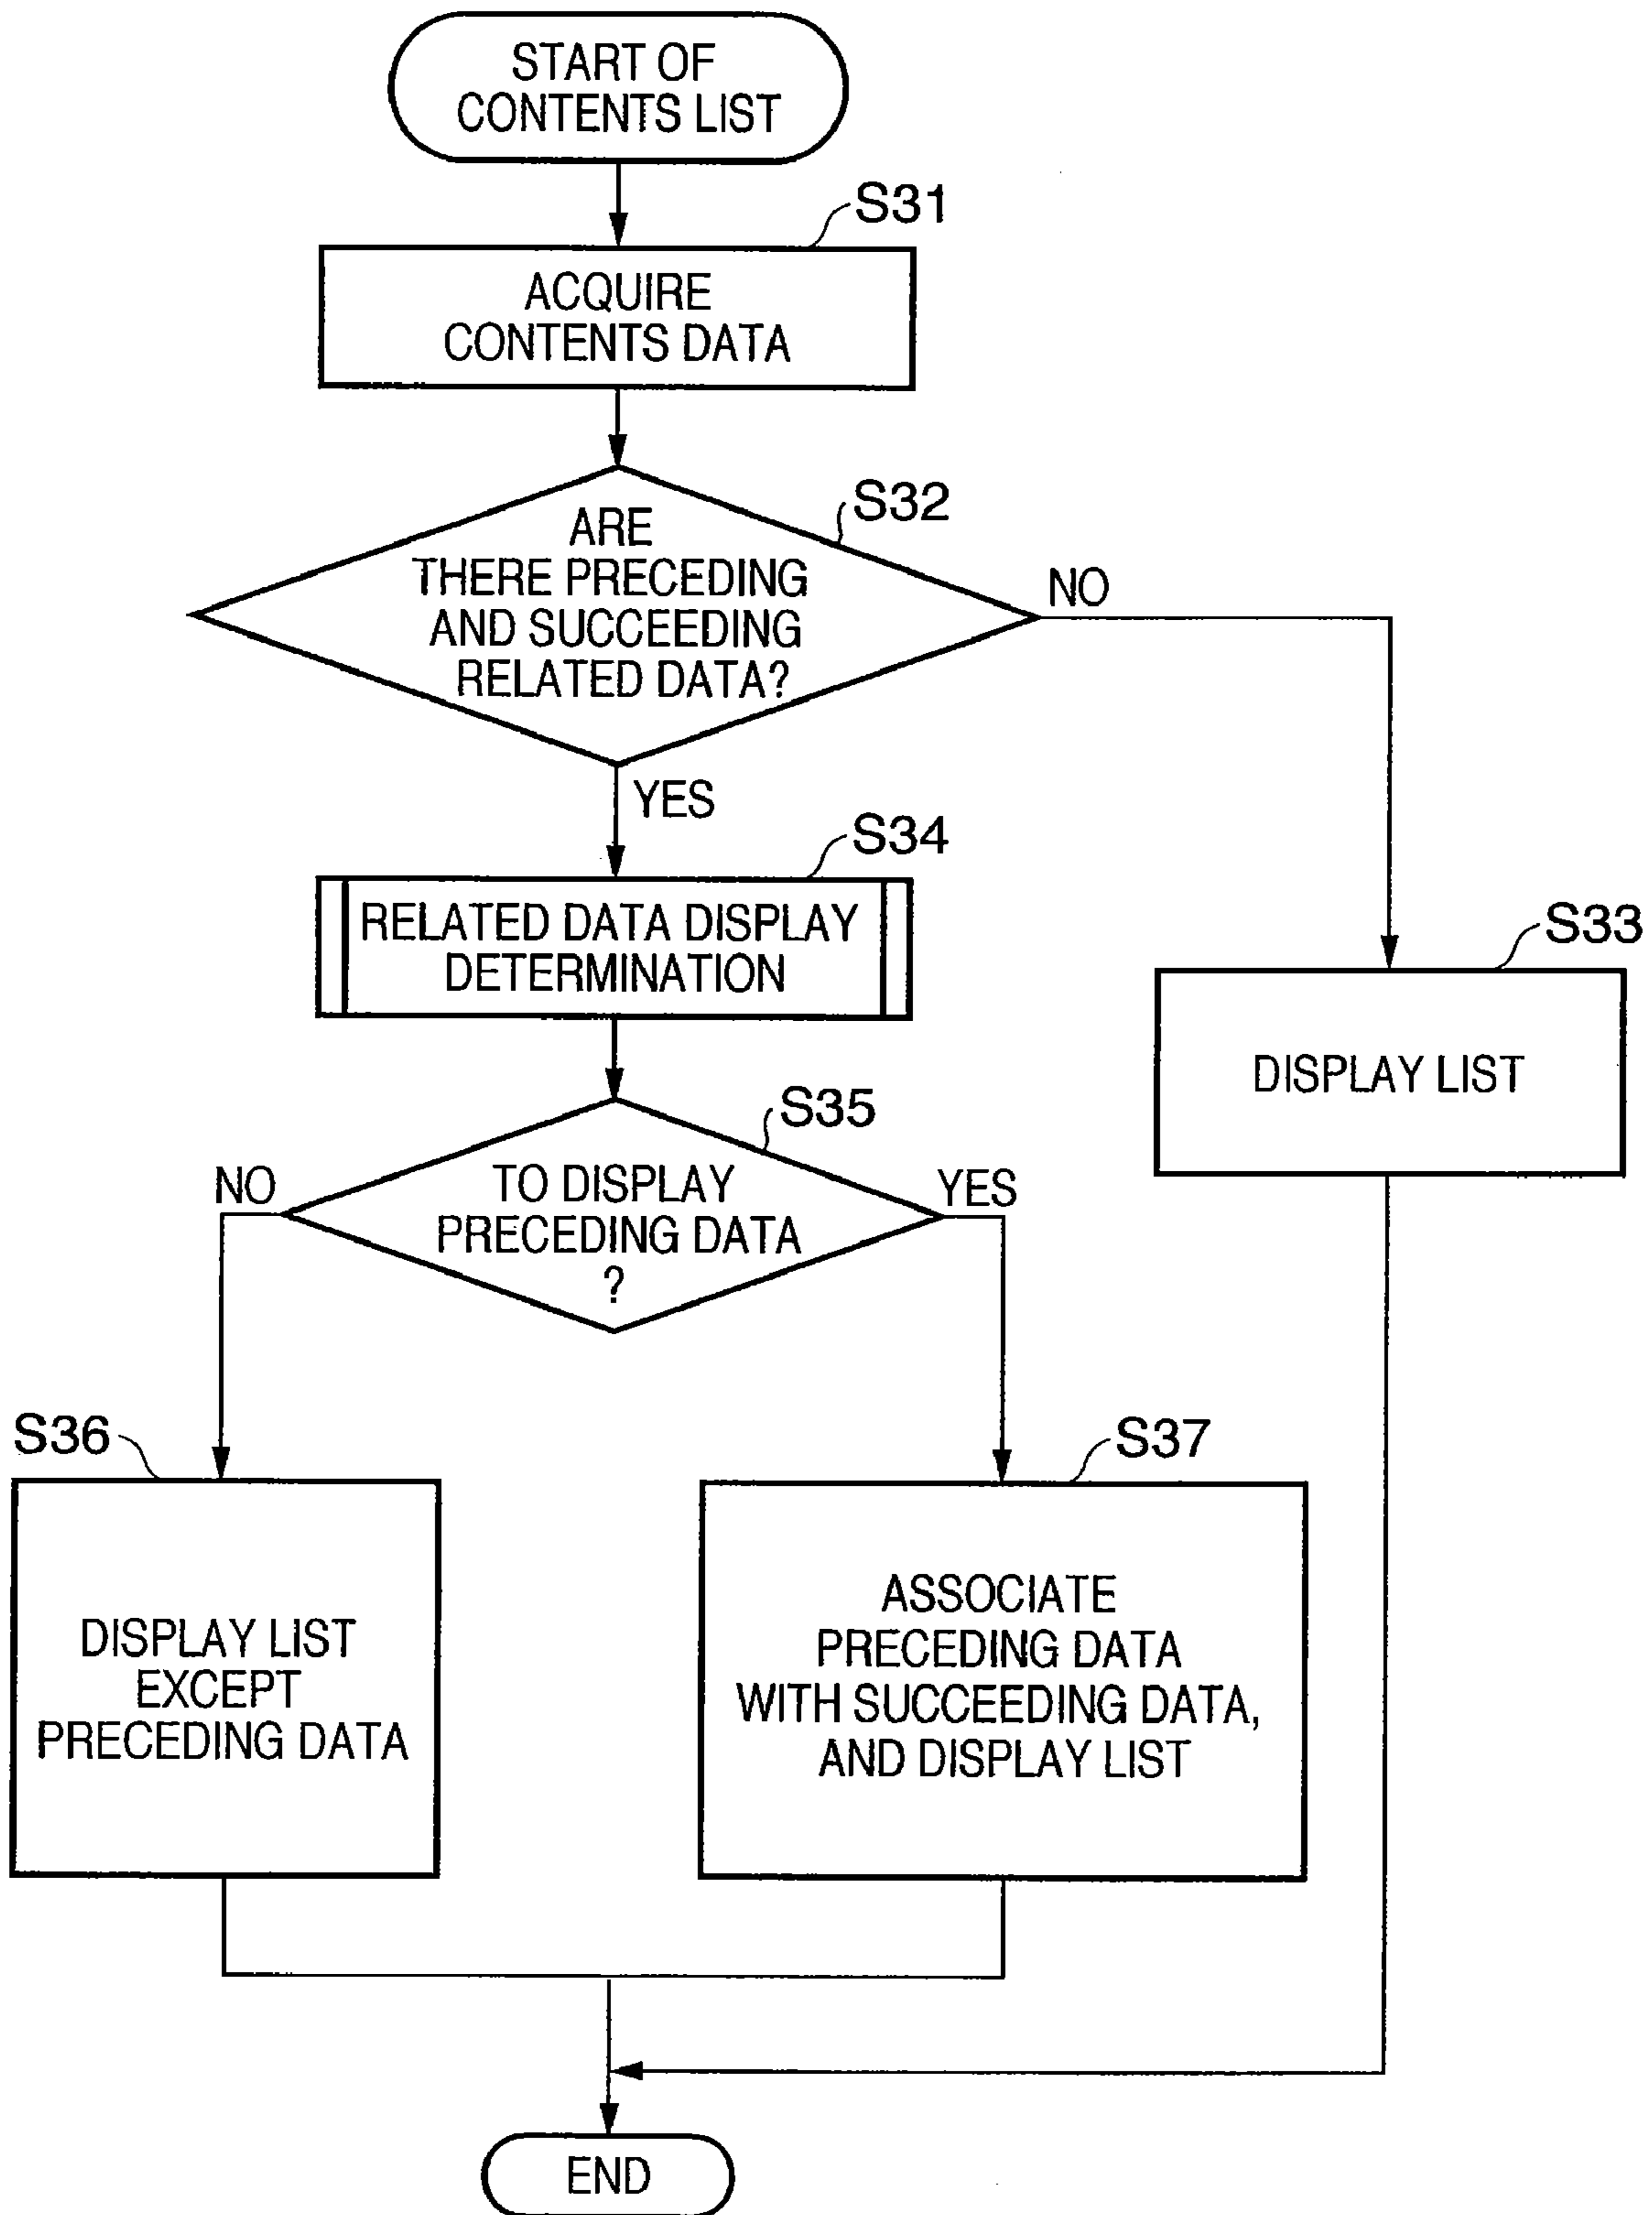 START OF
CONTENTS LIST
S31
ACQUIRE
CONTENTS DATA
S32
ARE
THERE PRECEDING
AND SUCCEEDING
RELATED DATA?
NO
YES
S34
RELATED DATA DISPLAY
DETERMINATION
S33
DISPLAY LIST
S35
TO DISPLAY
PRECEDING DATA
?
NO
YES
S36
DISPLAY LIST
EXCEPT
PRECEDING DATA
S37
ASSOCIATE
PRECEDING DATA
WITH SUCCEEDING DATA,
AND DISPLAY LIST
END